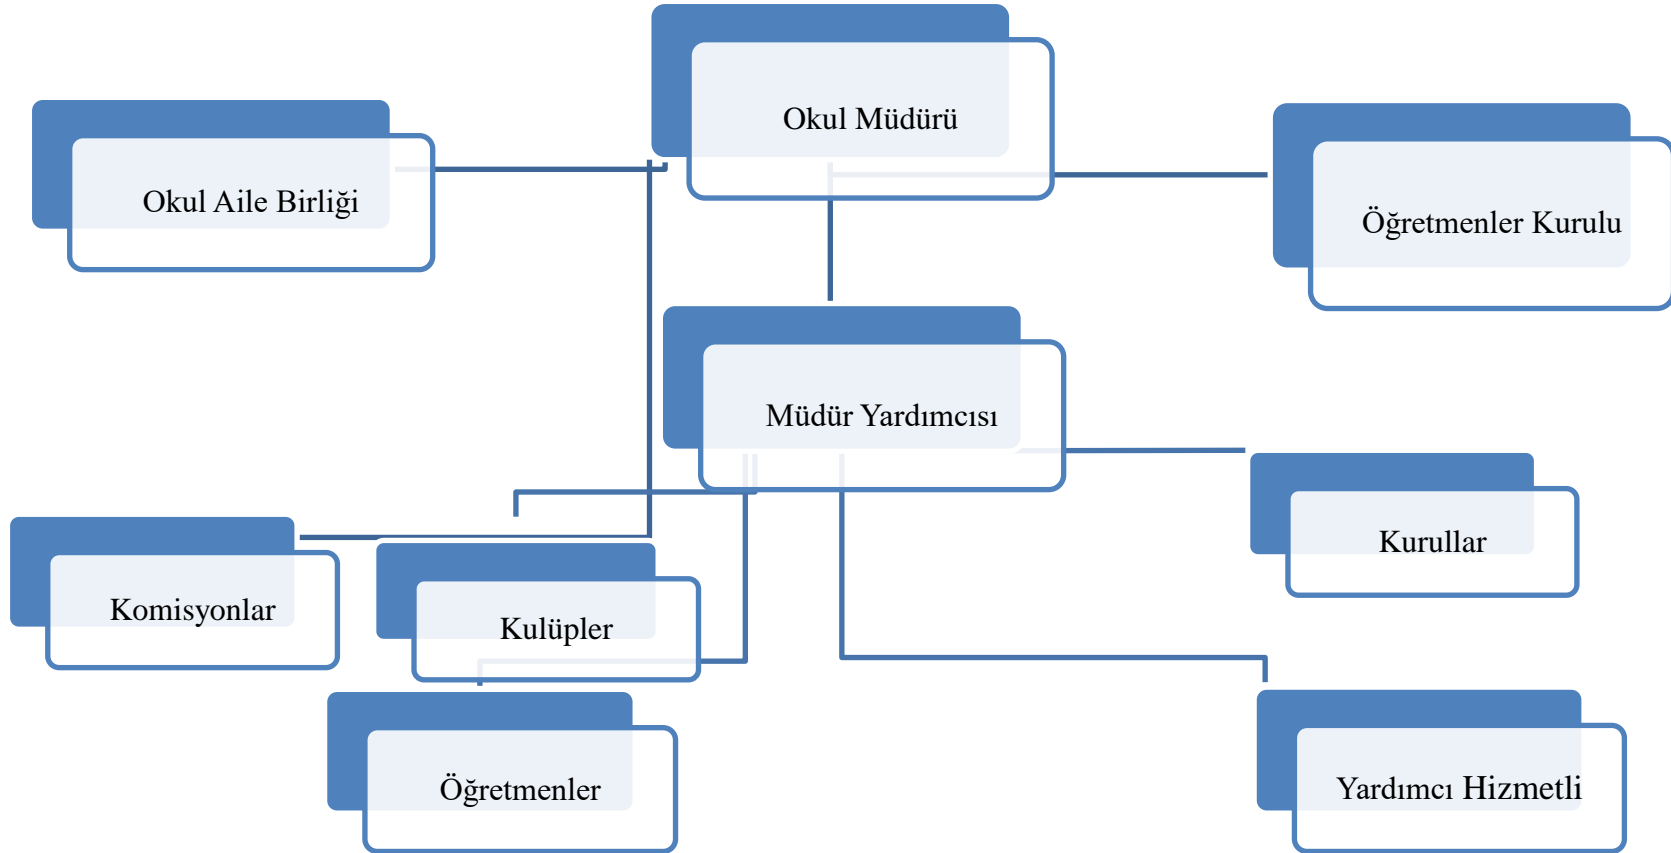 Okul Müdürü
Okul Aile Birliği
Öğretmenler Kurulu
Müdür Yardımcısı
Kurullar
Komisyonlar
Kulüpler
Öğretmenler
Yardımcı Hizmetli